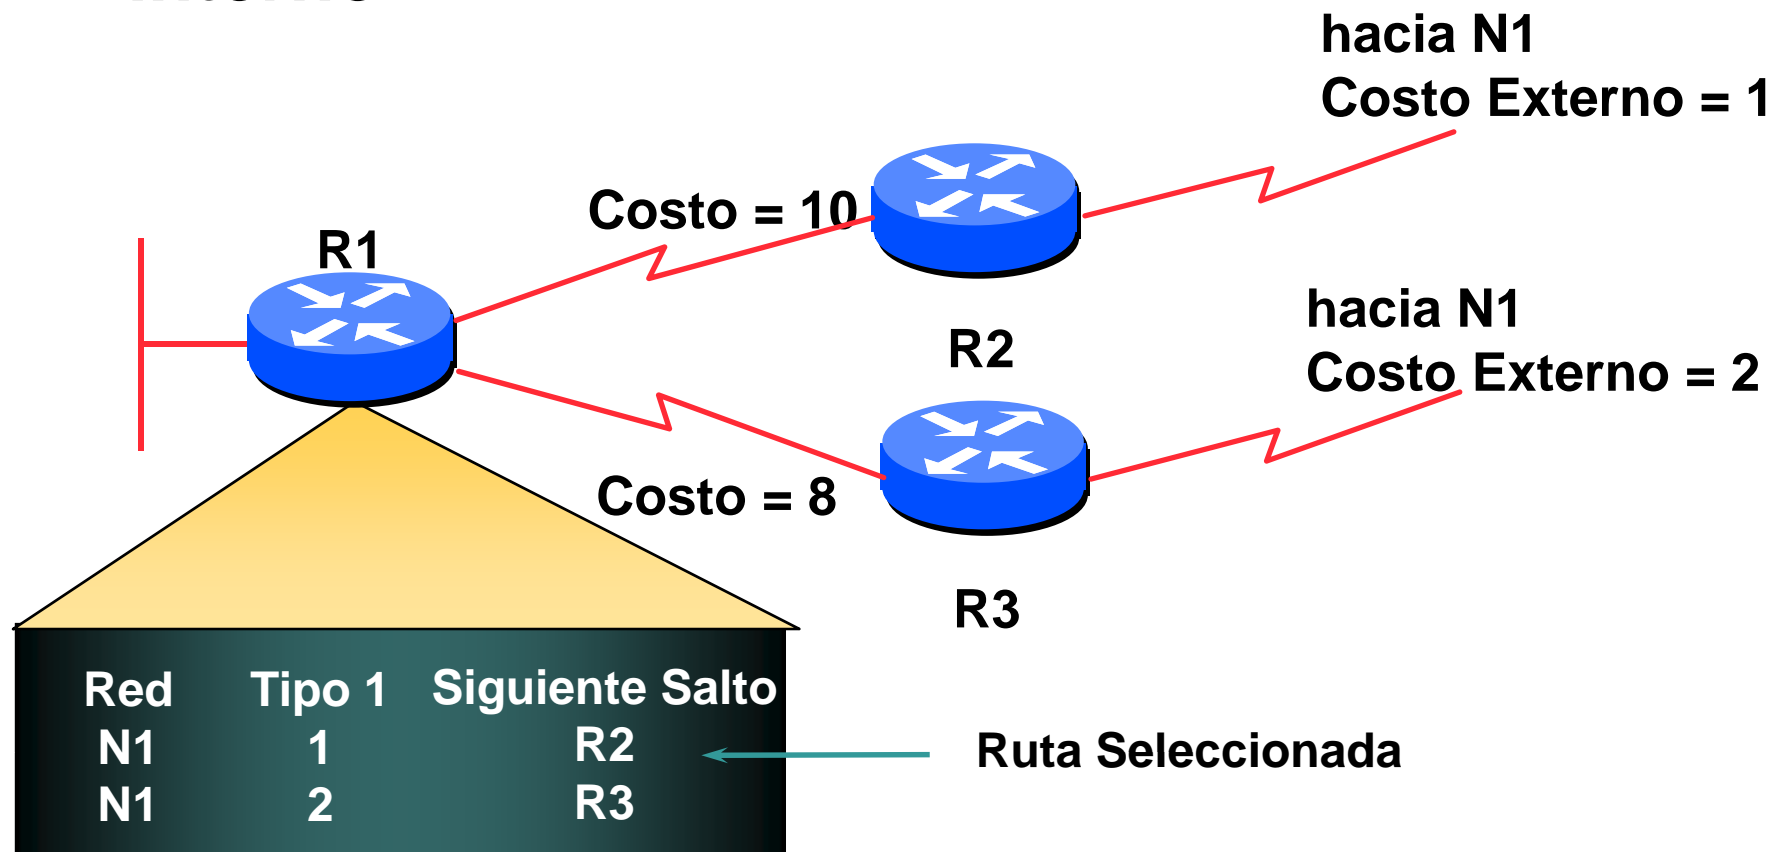 hacia N1
Costo Externo = 1
Costo = 10
R1
R2
hacia N1
Costo Externo = 2
Costo = 8
R3
Red Tipo 1 Siguiente Salto
N1 1 R2
Ruta Seleccionada
N1 2 R3